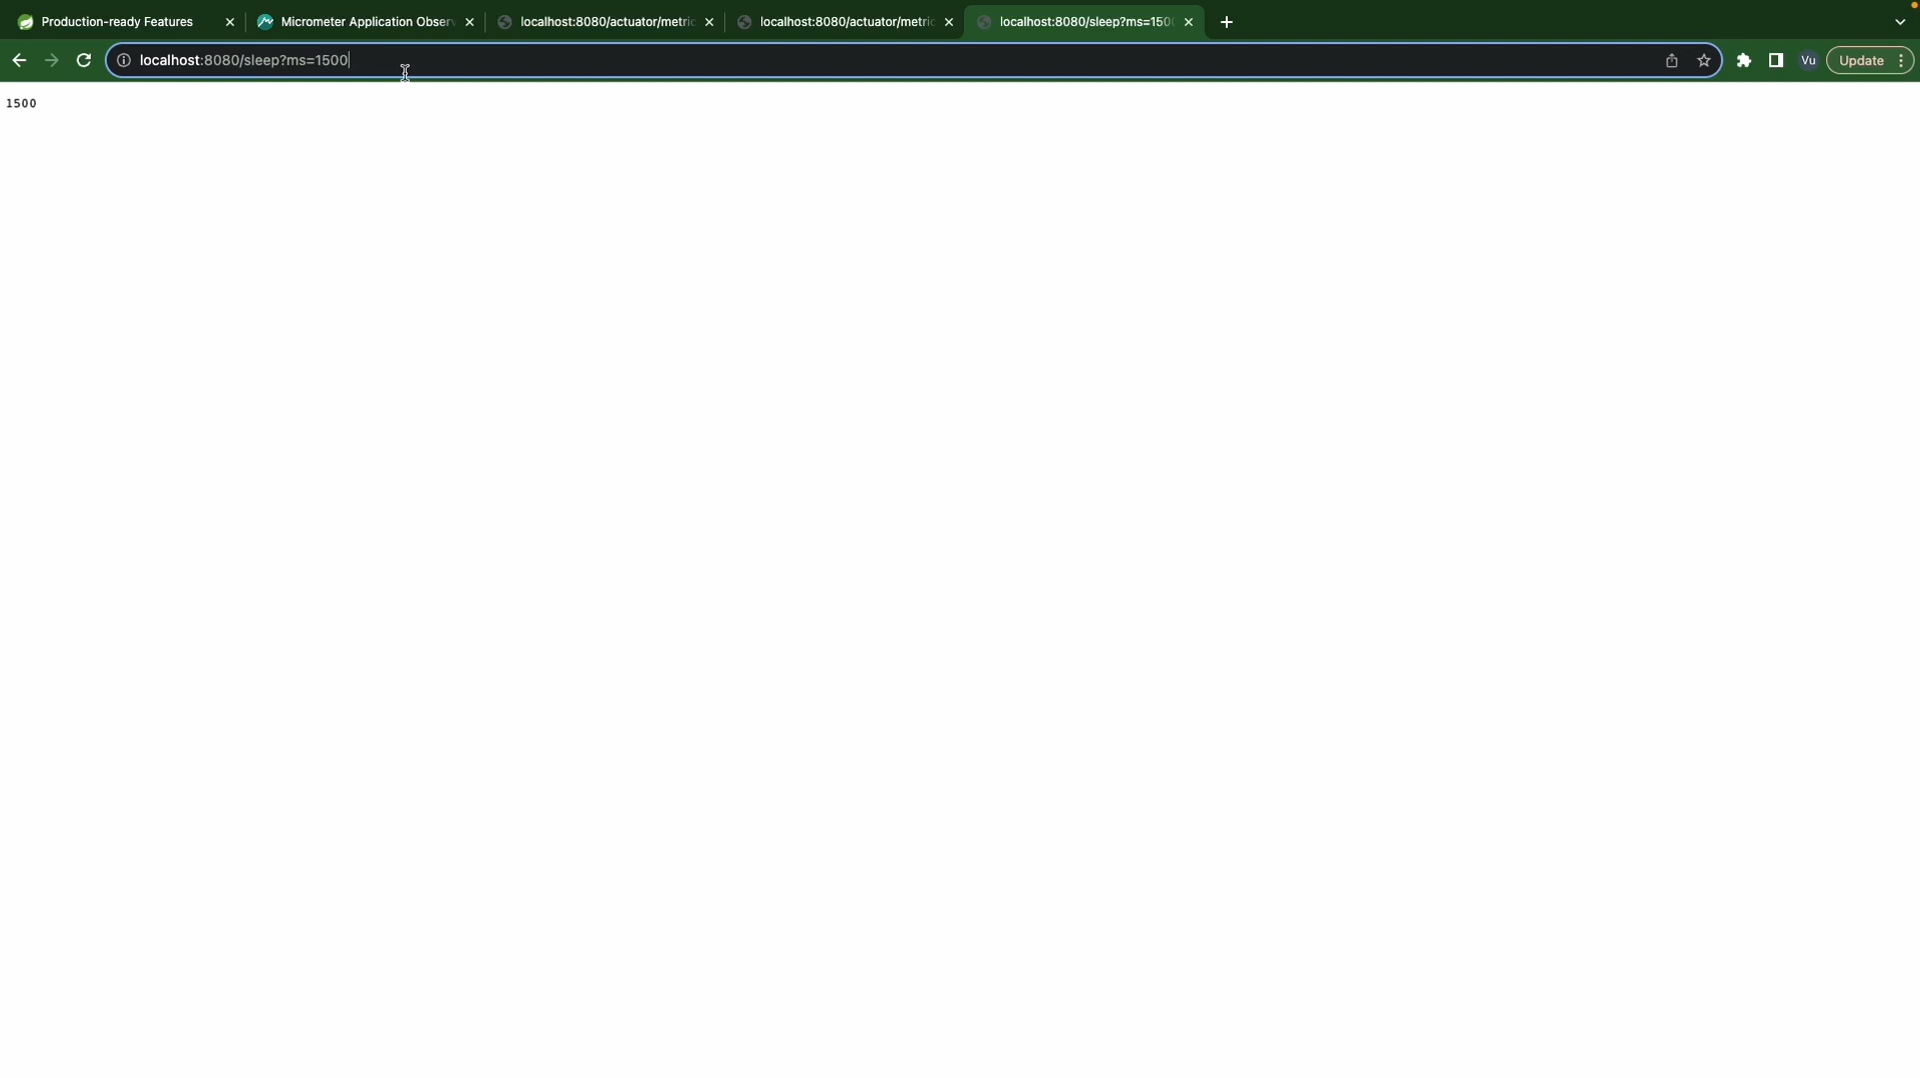 Production-ready Features
Micrometer Application Obser
localhost:8080/actuator/metric
localhost:8080/actuator/metric
localhost:8080/sleep?ms=150
localhost:8080/sleep?ms=1500
Vu
Update
1500